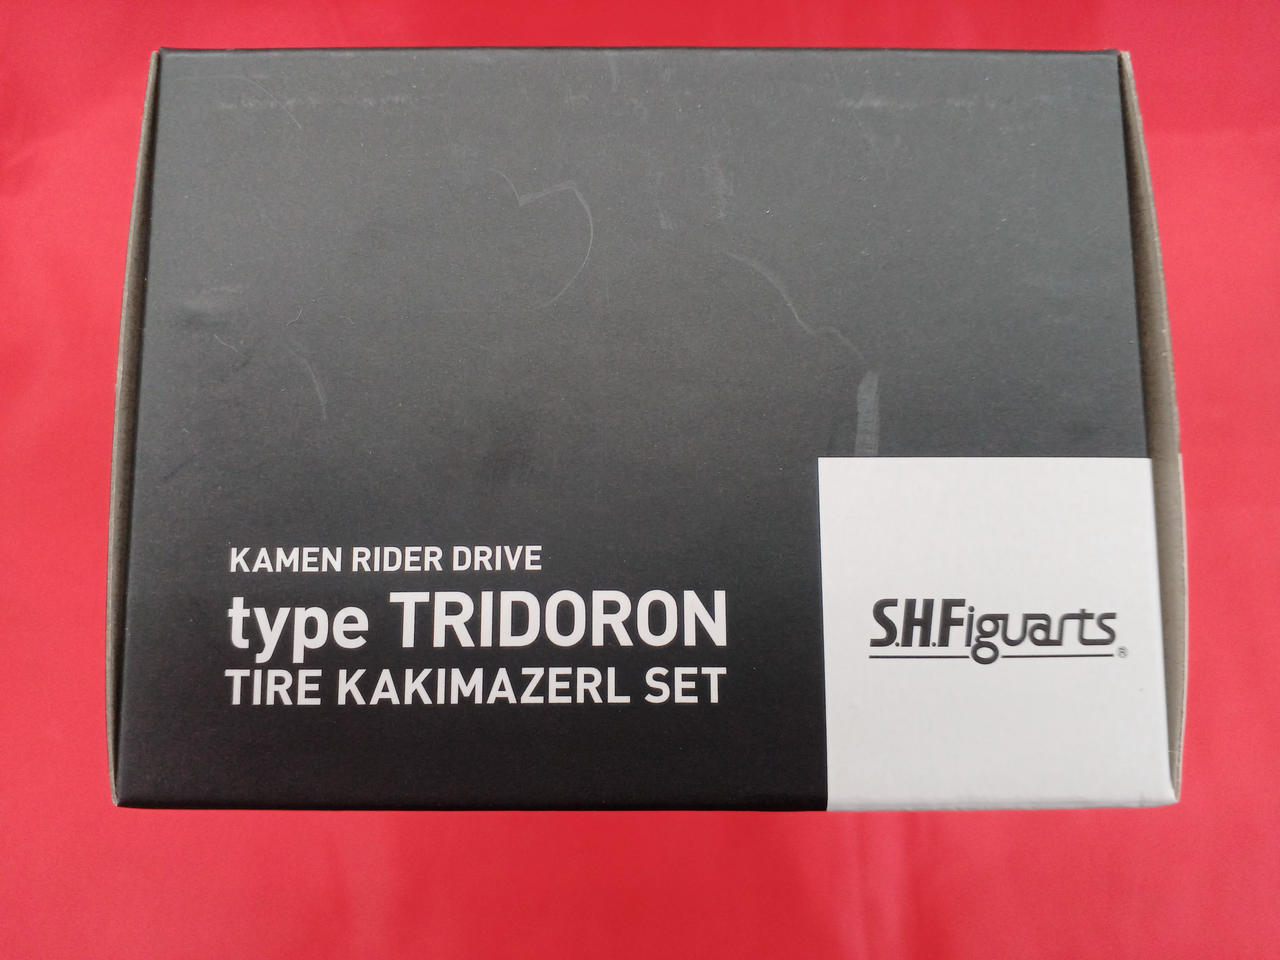 KAMEN RIDER DRIVE
type TRIDORON
TIRE KAKIMAZERL SET
S.H.Figuarts®